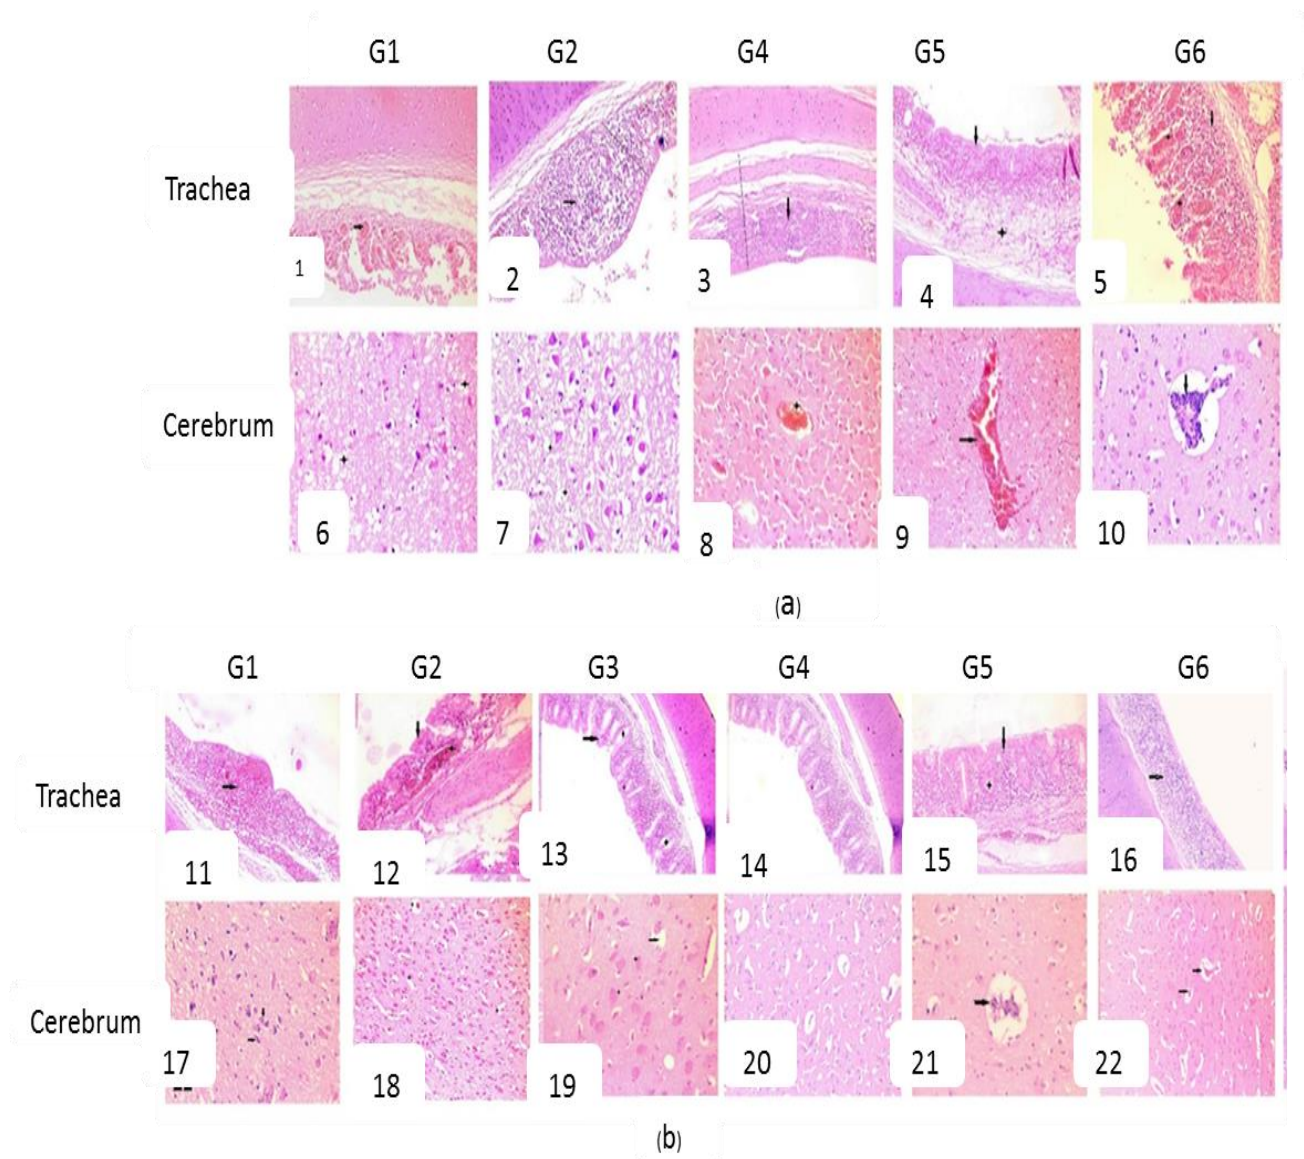 G1 G2 G4 G5 G6
Trachea
1 2 3 4 5
Cerebrum
6 7 8 9 10
(a)
G1 G2 G3 G4 G5 G6
Trachea
11 12 13 14 15 16
Cerebrum
17 18 19 20 21 22
(b)